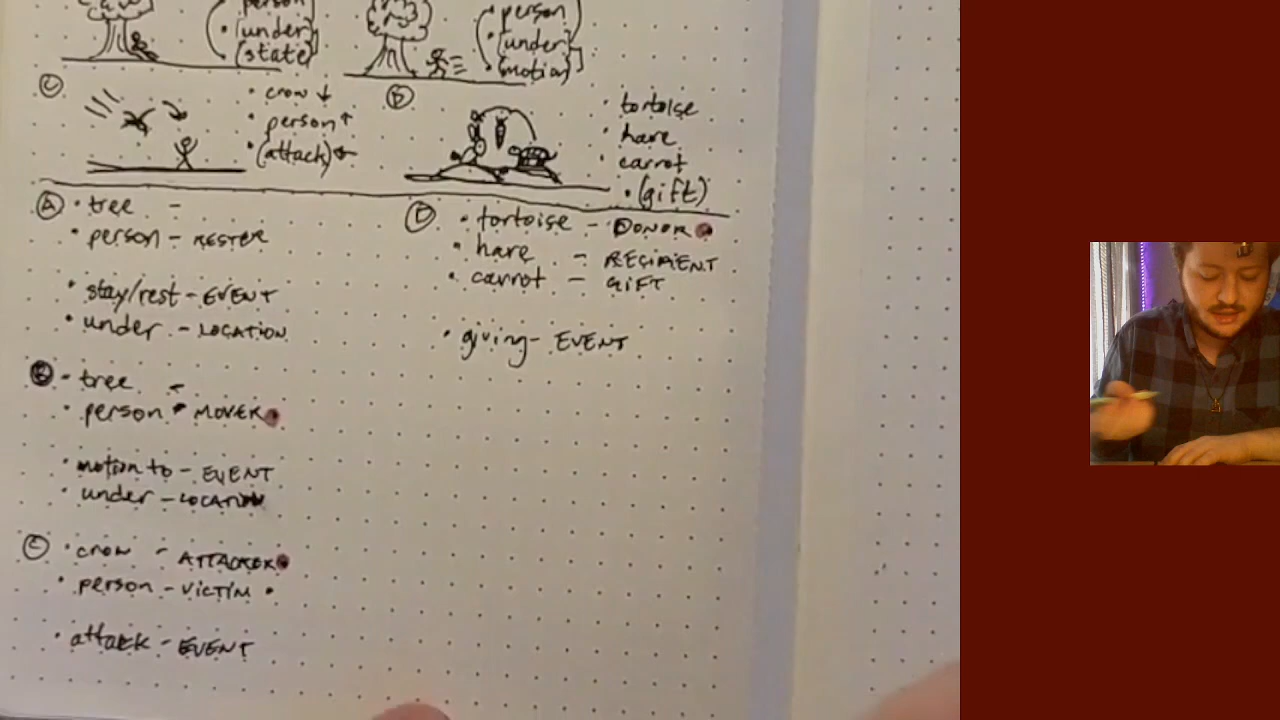 person
(under)
(state)
person
(under)
(motion)
C
• crow ↓
• person ↑
• (attack) ←
D
• tortoise
• hare
• carrot
• (gift)
A • tree -
• person - RESTER
• stay/rest - EVENT
• under - LOCATION
B - tree -
• person - MOVER
• motion to - EVENT
• under - LOCATION
C • crow - ATTACKER
• person - VICTIM •
• attack - EVENT
D • tortoise - DONOR
• hare - RECIPIENT
• carrot - GIFT
• giving - EVENT